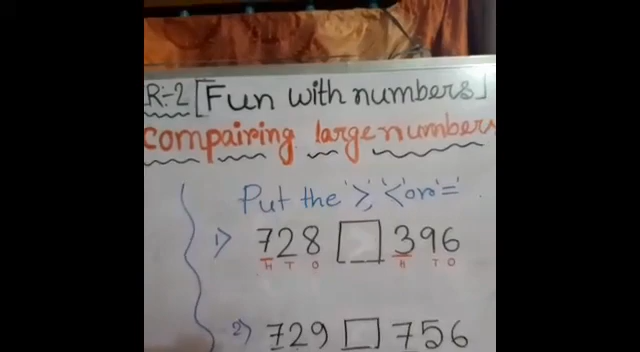 R:-2 [Fun with numbers]
compairing large numbers
Put the '>', '<' or '='
1) 728 □ 396
H T O H T O
2) 729 □ 756